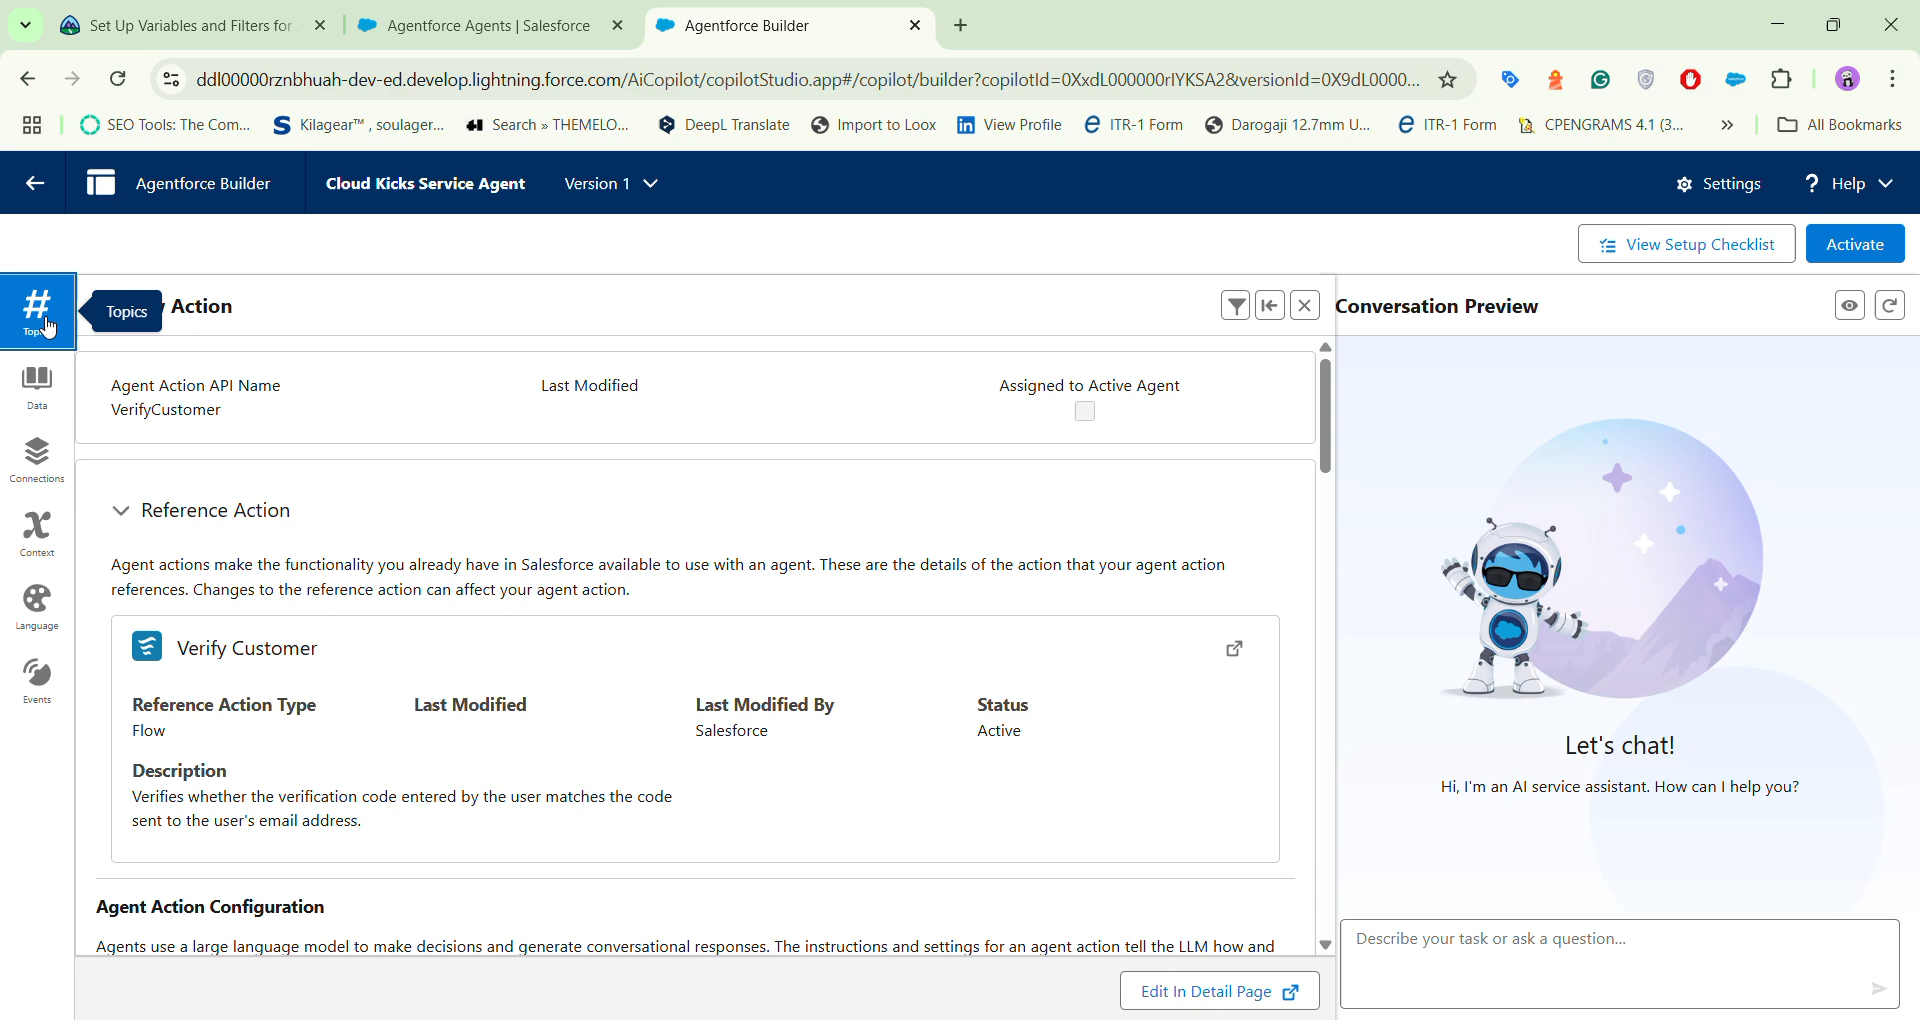 Set Up Variables and Filters for
Agentforce Agents | Salesforce
Agentforce Builder
ddl00000rznbhuah-dev-ed.develop.lightning.force.com/AiCopilot/copilotStudio.app#/copilot/builder?copilotId=0XxdL000000rIYKSA2&versionId=0X9dL0000...
SEO Tools: The Com...
Kilagear™ , soulager...
Search » THEMELO...
DeepL Translate
Import to Loox
View Profile
ITR-1 Form
Darogaji 12.7mm U...
ITR-1 Form
CPENGRAMS 4.1 (3...
All Bookmarks
Agentforce Builder
Cloud Kicks Service Agent
Version 1
Settings
Help
View Setup Checklist
Activate
Topics
Action
Conversation Preview
Data
Connections
Context
Language
Events
Agent Action API Name
VerifyCustomer
Last Modified
Assigned to Active Agent
Reference Action
Agent actions make the functionality you already have in Salesforce available to use with an agent. These are the details of the action that your agent action
references. Changes to the reference action can affect your agent action.
Verify Customer
Reference Action Type
Flow
Last Modified
Last Modified By
Salesforce
Status
Active
Description
Verifies whether the verification code entered by the user matches the code
sent to the user's email address.
Agent Action Configuration
Agents use a large language model to make decisions and generate conversational responses. The instructions and settings for an agent action tell the LLM how and
Edit In Detail Page
Let's chat!
Hi, I'm an AI service assistant. How can I help you?
Describe your task or ask a question...